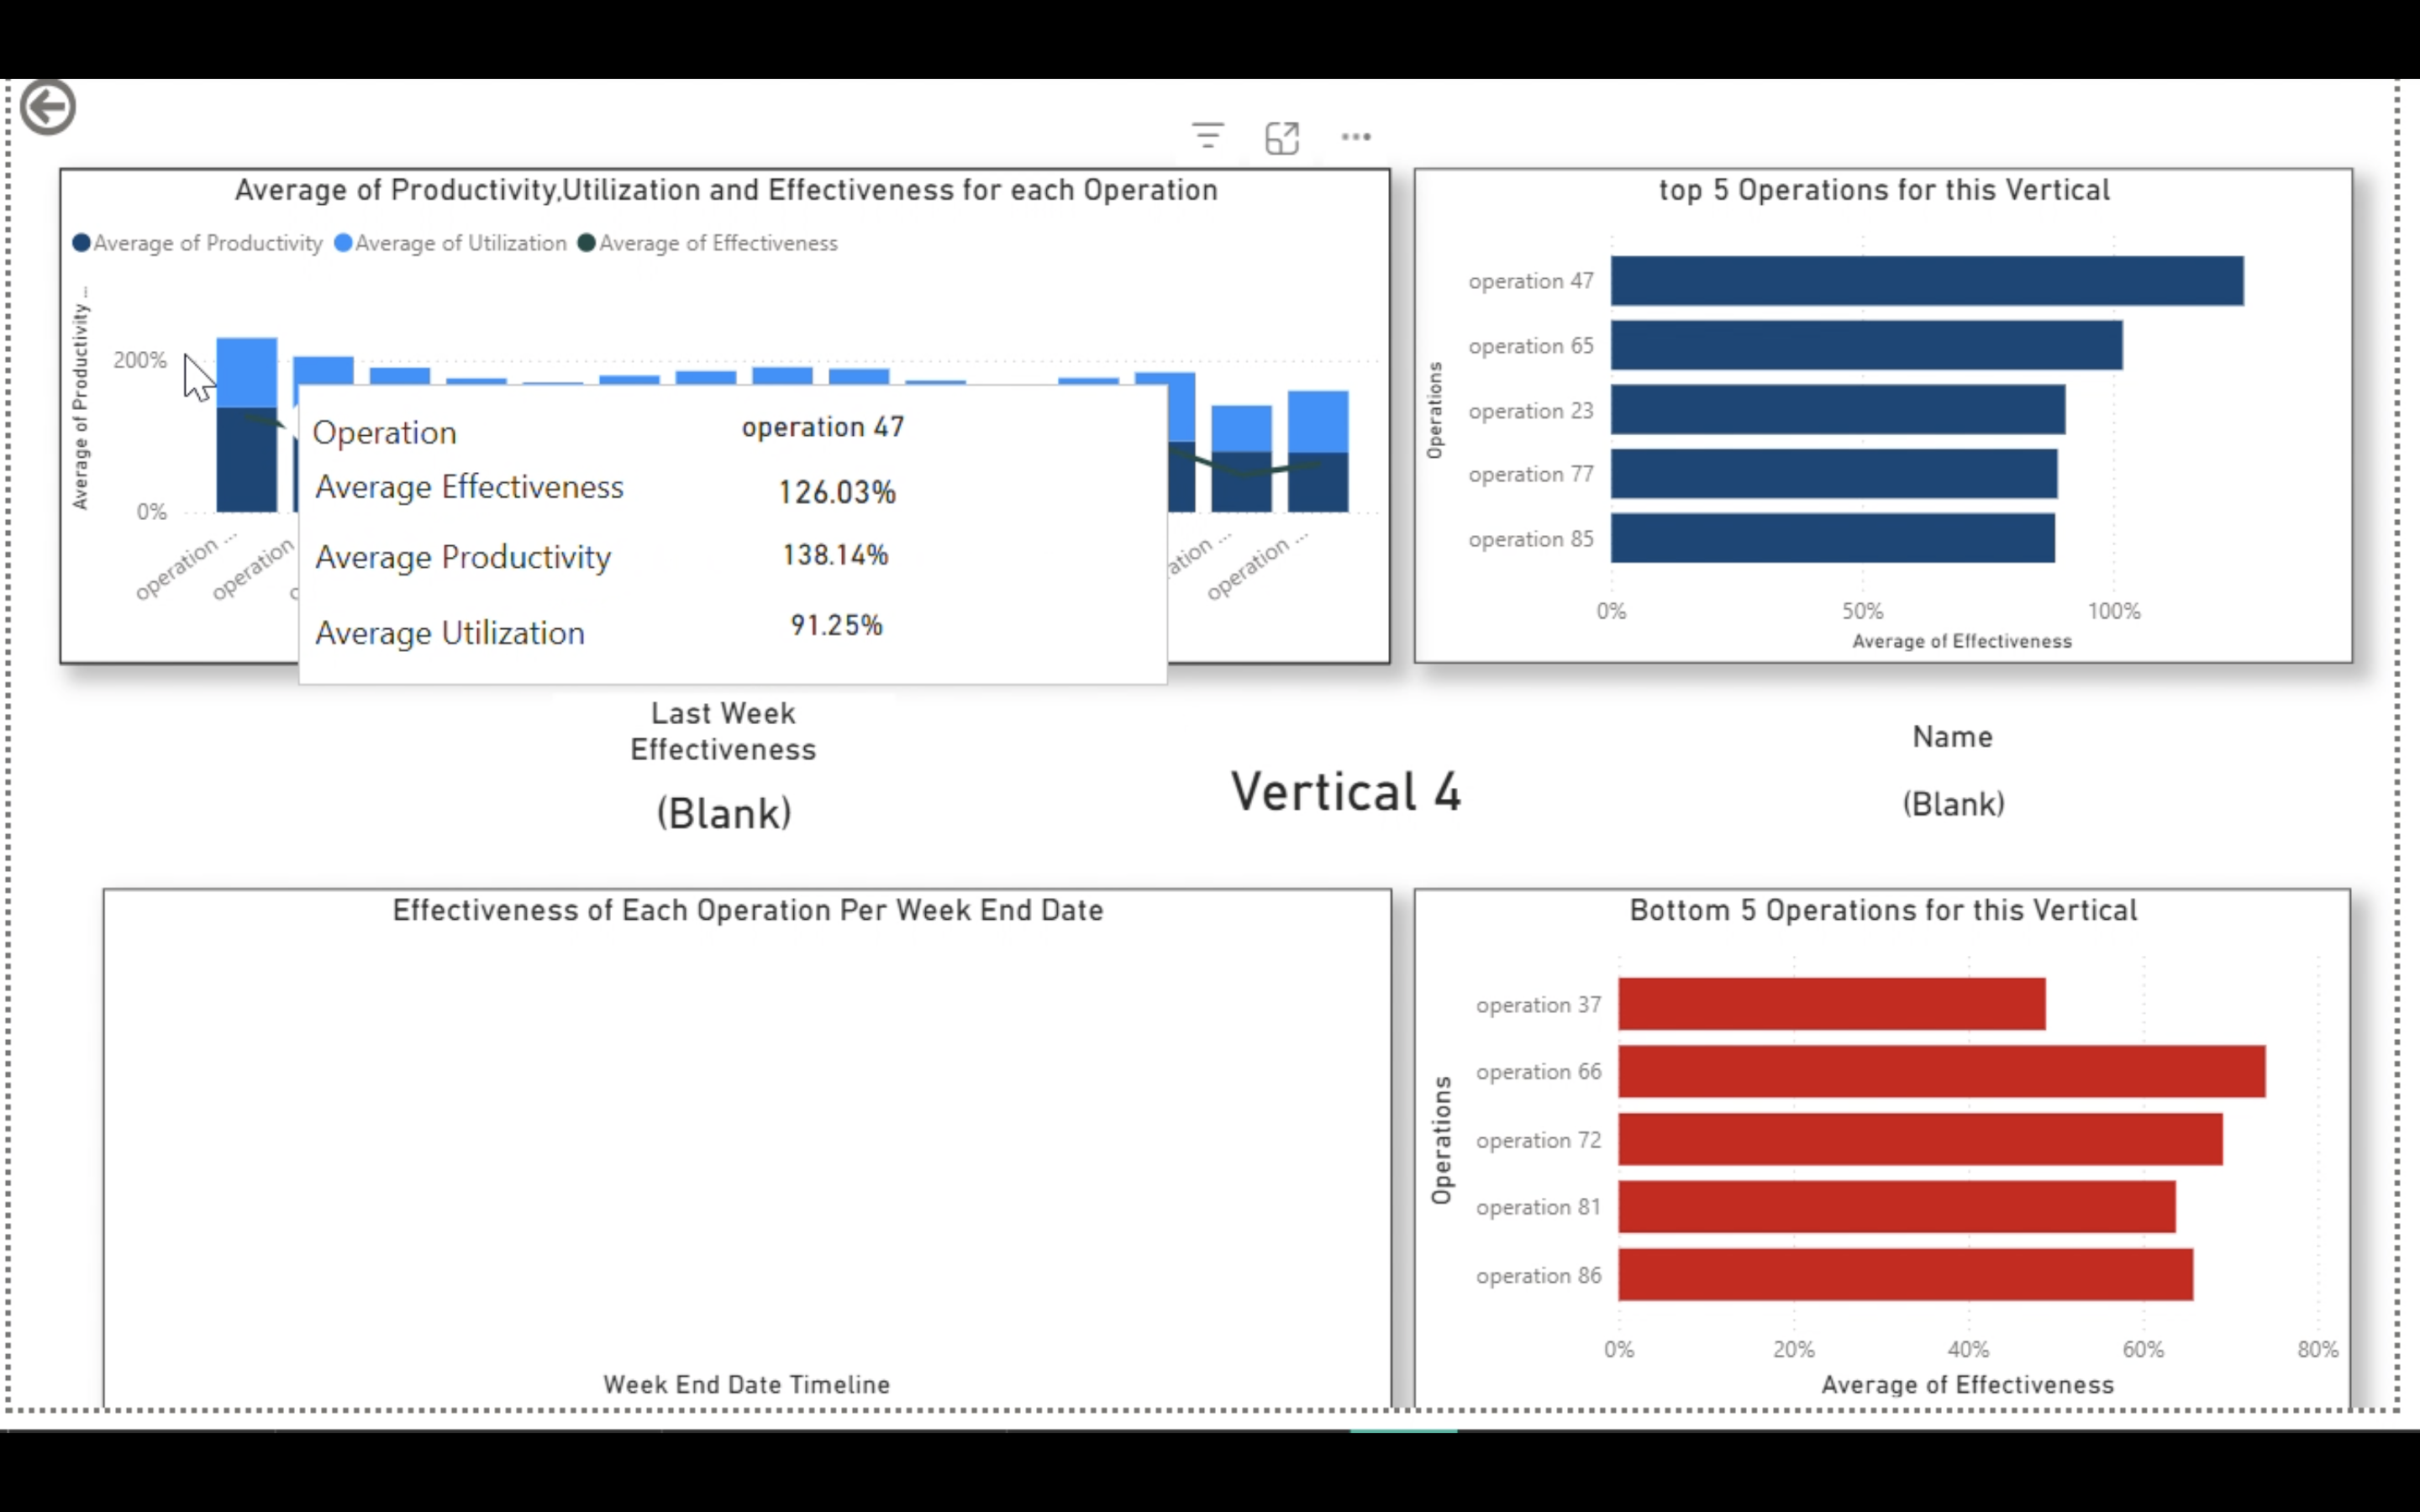 Average of Productivity,Utilization and Effectiveness for each Operation
Average of Productivity Average of Utilization Average of Effectiveness
Average of Productivity ...
200%
0%
operation ...
operation
ation ...
operation ...
Operation operation 47
Average Effectiveness 126.03%
Average Productivity 138.14%
Average Utilization 91.25%
top 5 Operations for this Vertical
Operations
operation 47
operation 65
operation 23
operation 77
operation 85
0% 50% 100%
Average of Effectiveness
Last Week
Effectiveness
(Blank)
Vertical 4
Name
(Blank)
Effectiveness of Each Operation Per Week End Date
Week End Date Timeline
Bottom 5 Operations for this Vertical
Operations
operation 37
operation 66
operation 72
operation 81
operation 86
0% 20% 40% 60% 80%
Average of Effectiveness